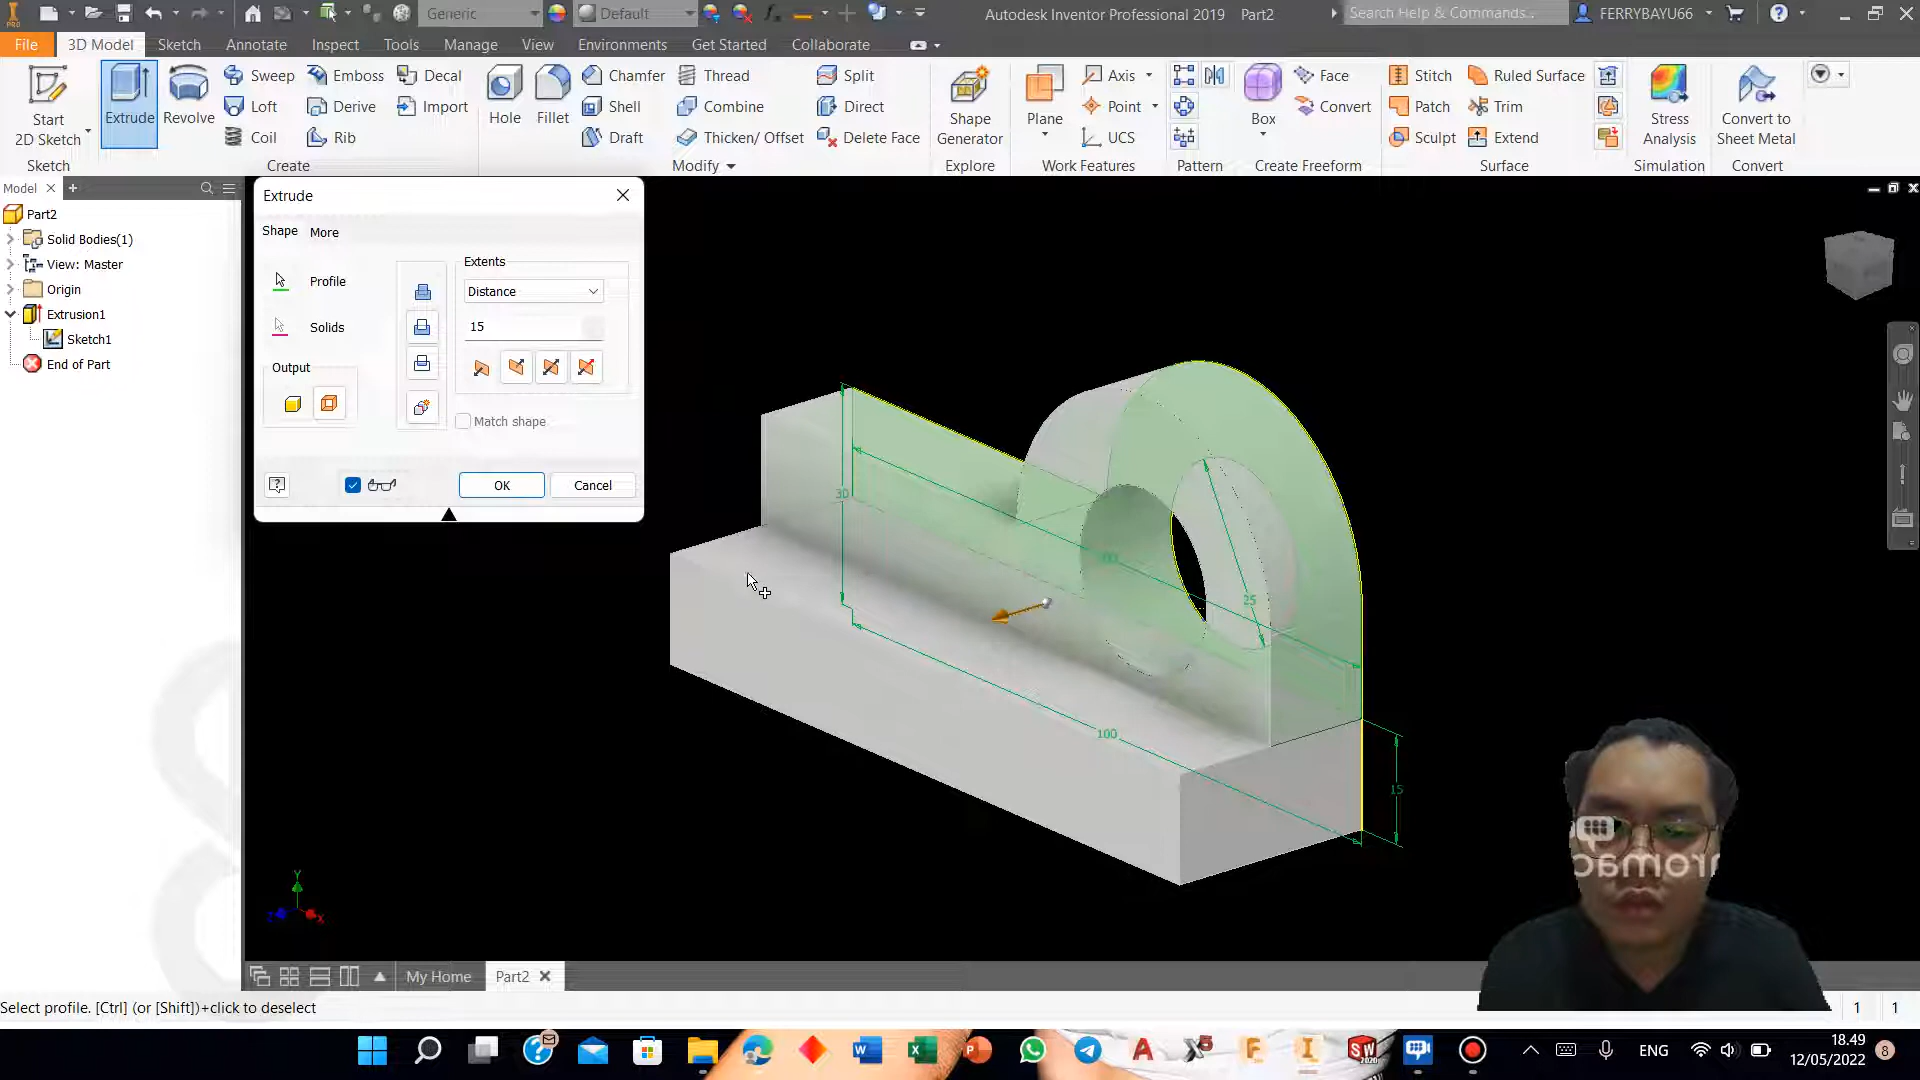 Generic
Default
Autodesk Inventor Professional 2019 Part2
Search Help & Commands...
FERRYBAYU66
File
3D Model
Sketch
Annotate
Inspect
Tools
Manage
View
Environments
Get Started
Collaborate
Start
2D Sketch
Extrude
Revolve
Sweep
Emboss
Decal
Loft
Derive
Import
Coil
Rib
Hole
Fillet
Chamfer
Thread
Shell
Combine
Draft
Thicken/ Offset
Split
Direct
Delete Face
Shape
Generator
Plane
Axis
Point
UCS
Box
Face
Convert
Stitch
Ruled Surface
Patch
Trim
Sculpt
Extend
Stress
Analysis
Convert to
Sheet Metal
Sketch
Create
Modify
Explore
Work Features
Pattern
Create Freeform
Surface
Simulation
Convert
Model
Part2
Solid Bodies(1)
View: Master
Origin
Extrusion1
Sketch1
End of Part
Extrude
Shape
More
Profile
Solids
Output
Extents
Distance
15
Match shape
OK
Cancel
30
25
100
15
Y
Z
X
My Home
Part2
Select profile. [Ctrl] (or [Shift])+click to deselect
1 1
ENG
18.49
12/05/2022
8